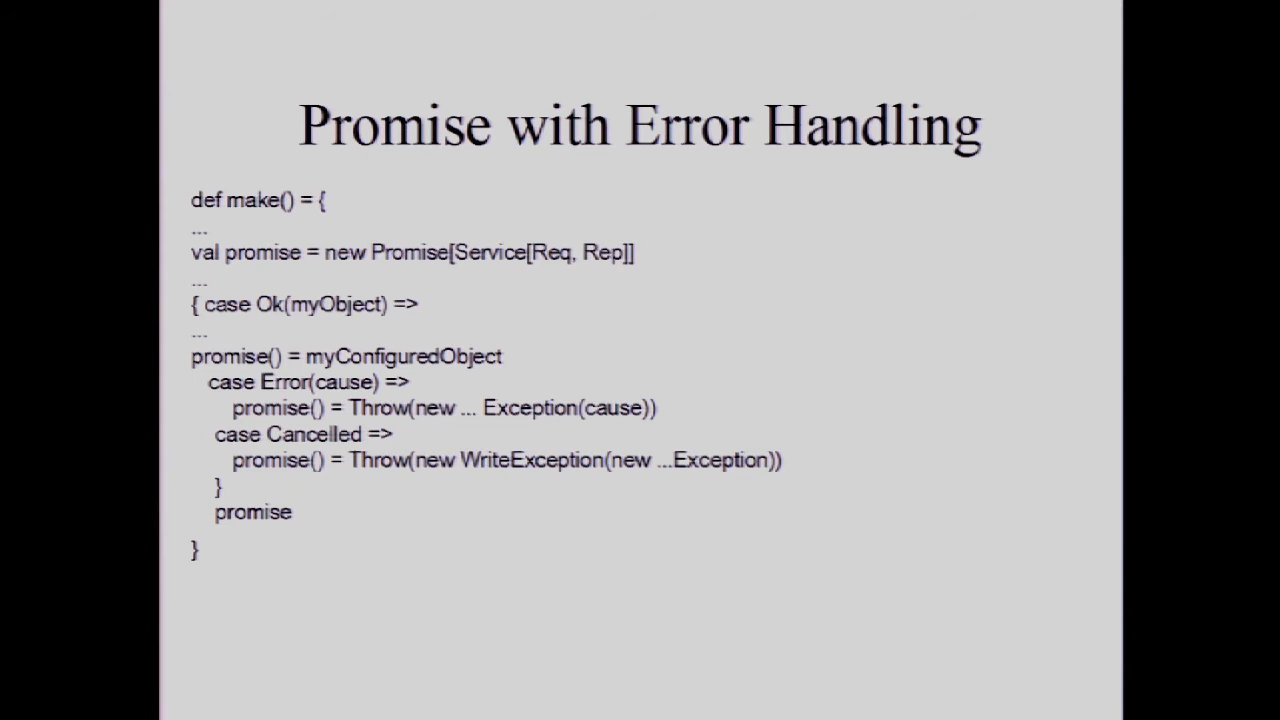 Promise with Error Handling
def make() = {
...
val promise = new Promise[Service[Req, Rep]]
...
{ case Ok(myObject) =>
...
promise() = myConfiguredObject
case Error(cause) =>
promise() = Throw(new ... Exception(cause))
case Cancelled =>
promise() = Throw(new WriteException(new ...Exception))
}
promise
}